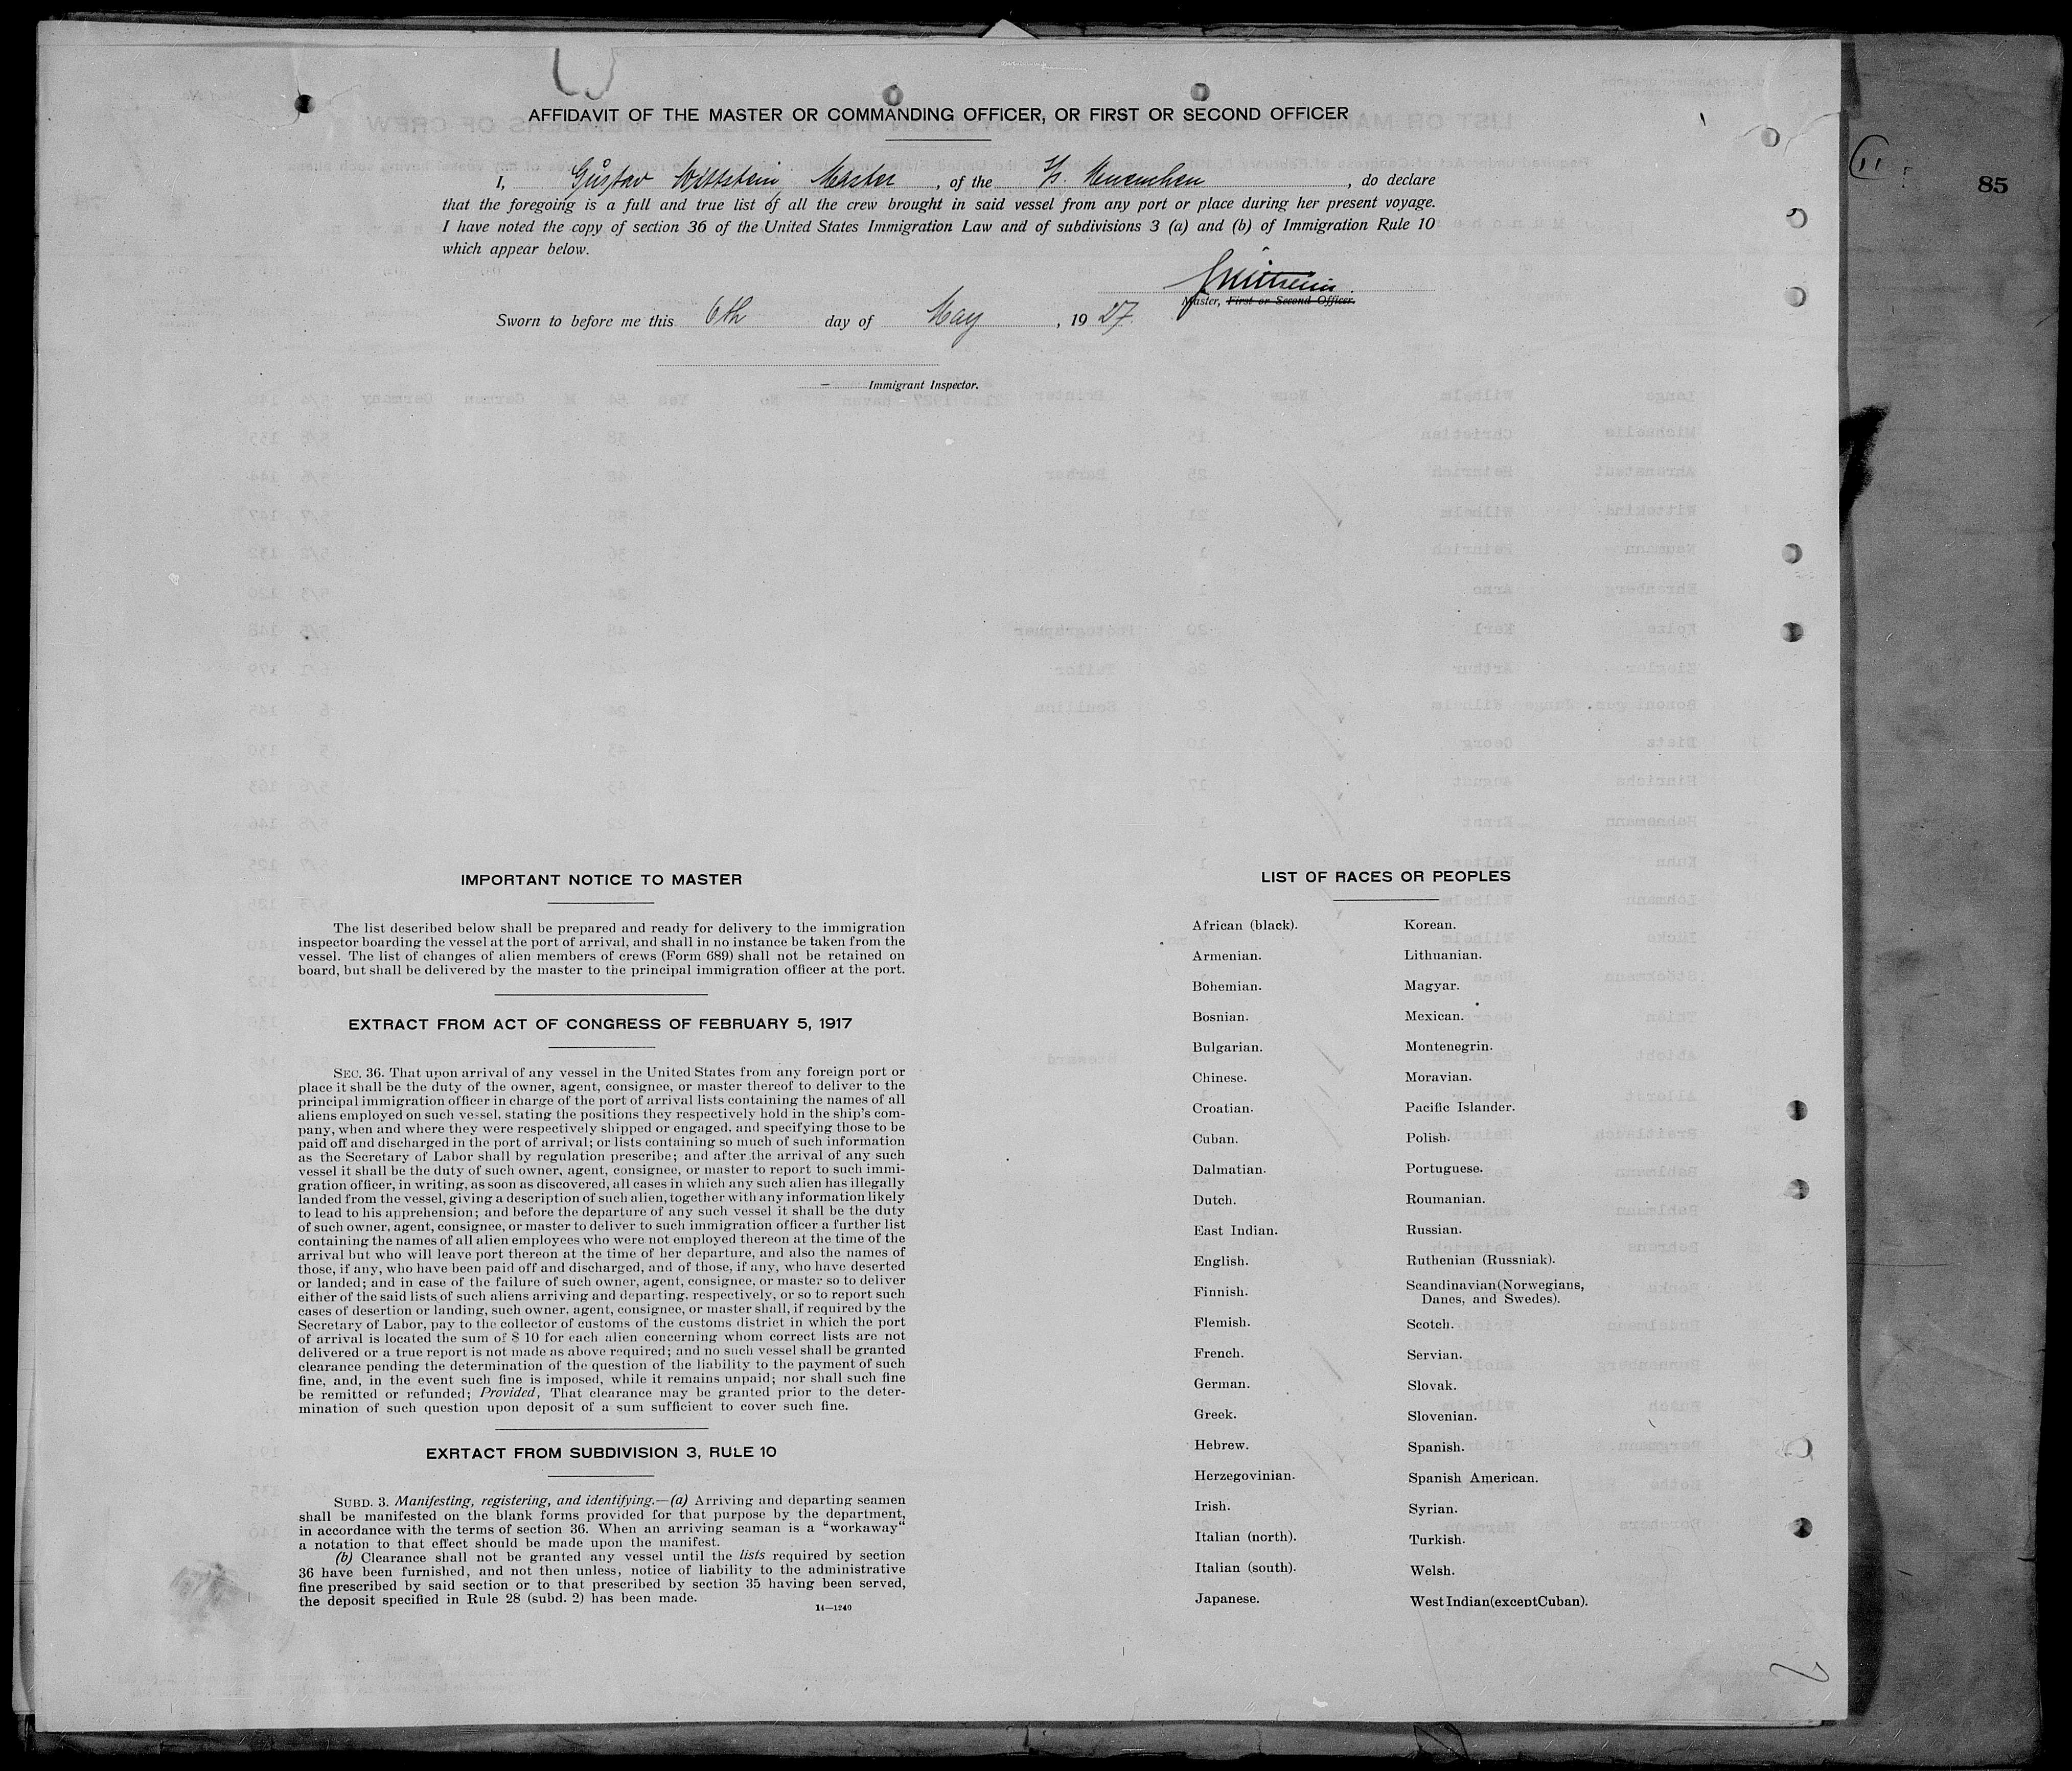 AFFIDAVIT OF THE MASTER OR COMMANDING OFFICER, OR FIRST OR SECOND OFFICER
I, Gustav Wittstein, Master, of the S/s. Muenchen, do declare
that the foregoing is a full and true list of all the crew brought in said vessel from any port or place during her present voyage.
I have noted the copy of section 36 of the United States Immigration Law and of subdivisions 3 (a) and (b) of Immigration Rule 10
which appear below.
Master, First or Second Officer.
Sworn to before me this 6th day of May, 1927
Immigrant Inspector.
85
IMPORTANT NOTICE TO MASTER
The list described below shall be prepared and ready for delivery to the immigration
inspector boarding the vessel at the port of arrival, and shall in no instance be taken from the
vessel. The list of changes of alien members of crews (Form 689) shall not be retained on
board, but shall be delivered by the master to the principal immigration officer at the port.
EXTRACT FROM ACT OF CONGRESS OF FEBRUARY 5, 1917
SEC. 36. That upon arrival of any vessel in the United States from any foreign port or
place it shall be the duty of the owner, agent, consignee, or master thereof to deliver to the
principal immigration officer in charge of the port of arrival lists containing the names of all
aliens employed on such vessel, stating the positions they respectively hold in the ship's com-
pany, when and where they were respectively shipped or engaged, and specifying those to be
paid off and discharged in the port of arrival; or lists containing so much of such information
as the Secretary of Labor shall by regulation prescribe; and after the arrival of any such
vessel it shall be the duty of such owner, agent, consignee, or master to report to such immi-
gration officer, in writing, as soon as discovered, all cases in which any such alien has illegally
landed from the vessel, giving a description of such alien, together with any information likely
to lead to his apprehension; and before the departure of any such vessel it shall be the duty
of such owner, agent, consignee, or master to deliver to such immigration officer a further list
containing the names of all alien employees who were not employed thereon at the time of the
arrival but who will leave port thereon at the time of her departure, and also the names of
those, if any, who have been paid off and discharged, and of those, if any, who have deserted
or landed; and in case of the failure of such owner, agent, consignee, or master so to deliver
either of the said lists of such aliens arriving and departing, respectively, or so to report such
cases of desertion or landing, such owner, agent, consignee, or master shall, if required by the
Secretary of Labor, pay to the collector of customs of the customs district in which the port
of arrival is located the sum of $ 10 for each alien concerning whom correct lists are not
delivered or a true report is not made as above required; and no such vessel shall be granted
clearance pending the determination of the question of the liability to the payment of such
fine, and, in the event such fine is imposed, while it remains unpaid; nor shall such fine
be remitted or refunded; Provided, That clearance may be granted prior to the deter-
mination of such question upon deposit of a sum sufficient to cover such fine.
EXRTACT FROM SUBDIVISION 3, RULE 10
SUBD. 3. Manifesting, registering, and identifying.—(a) Arriving and departing seamen
shall be manifested on the blank forms provided for that purpose by the department,
in accordance with the terms of section 36. When an arriving seaman is a "workaway"
a notation to that effect should be made upon the manifest.
(b) Clearance shall not be granted any vessel until the lists required by section
36 have been furnished, and not then unless, notice of liability to the administrative
fine prescribed by said section or to that prescribed by section 35 having been served,
the deposit specified in Rule 28 (subd. 2) has been made.
14—1240
LIST OF RACES OR PEOPLES
African (black).
Armenian.
Bohemian.
Bosnian.
Bulgarian.
Chinese.
Croatian.
Cuban.
Dalmatian.
Dutch.
East Indian.
English.
Finnish.
Flemish.
French.
German.
Greek.
Hebrew.
Herzegovinian.
Irish.
Italian (north).
Italian (south).
Japanese.
Korean.
Lithuanian.
Magyar.
Mexican.
Montenegrin.
Moravian.
Pacific Islander.
Polish.
Portuguese.
Roumanian.
Russian.
Ruthenian (Russniak).
Scandinavian(Norwegians,
Danes, and Swedes).
Scotch.
Servian.
Slovak.
Slovenian.
Spanish.
Spanish American.
Syrian.
Turkish.
Welsh.
West Indian(except Cuban).